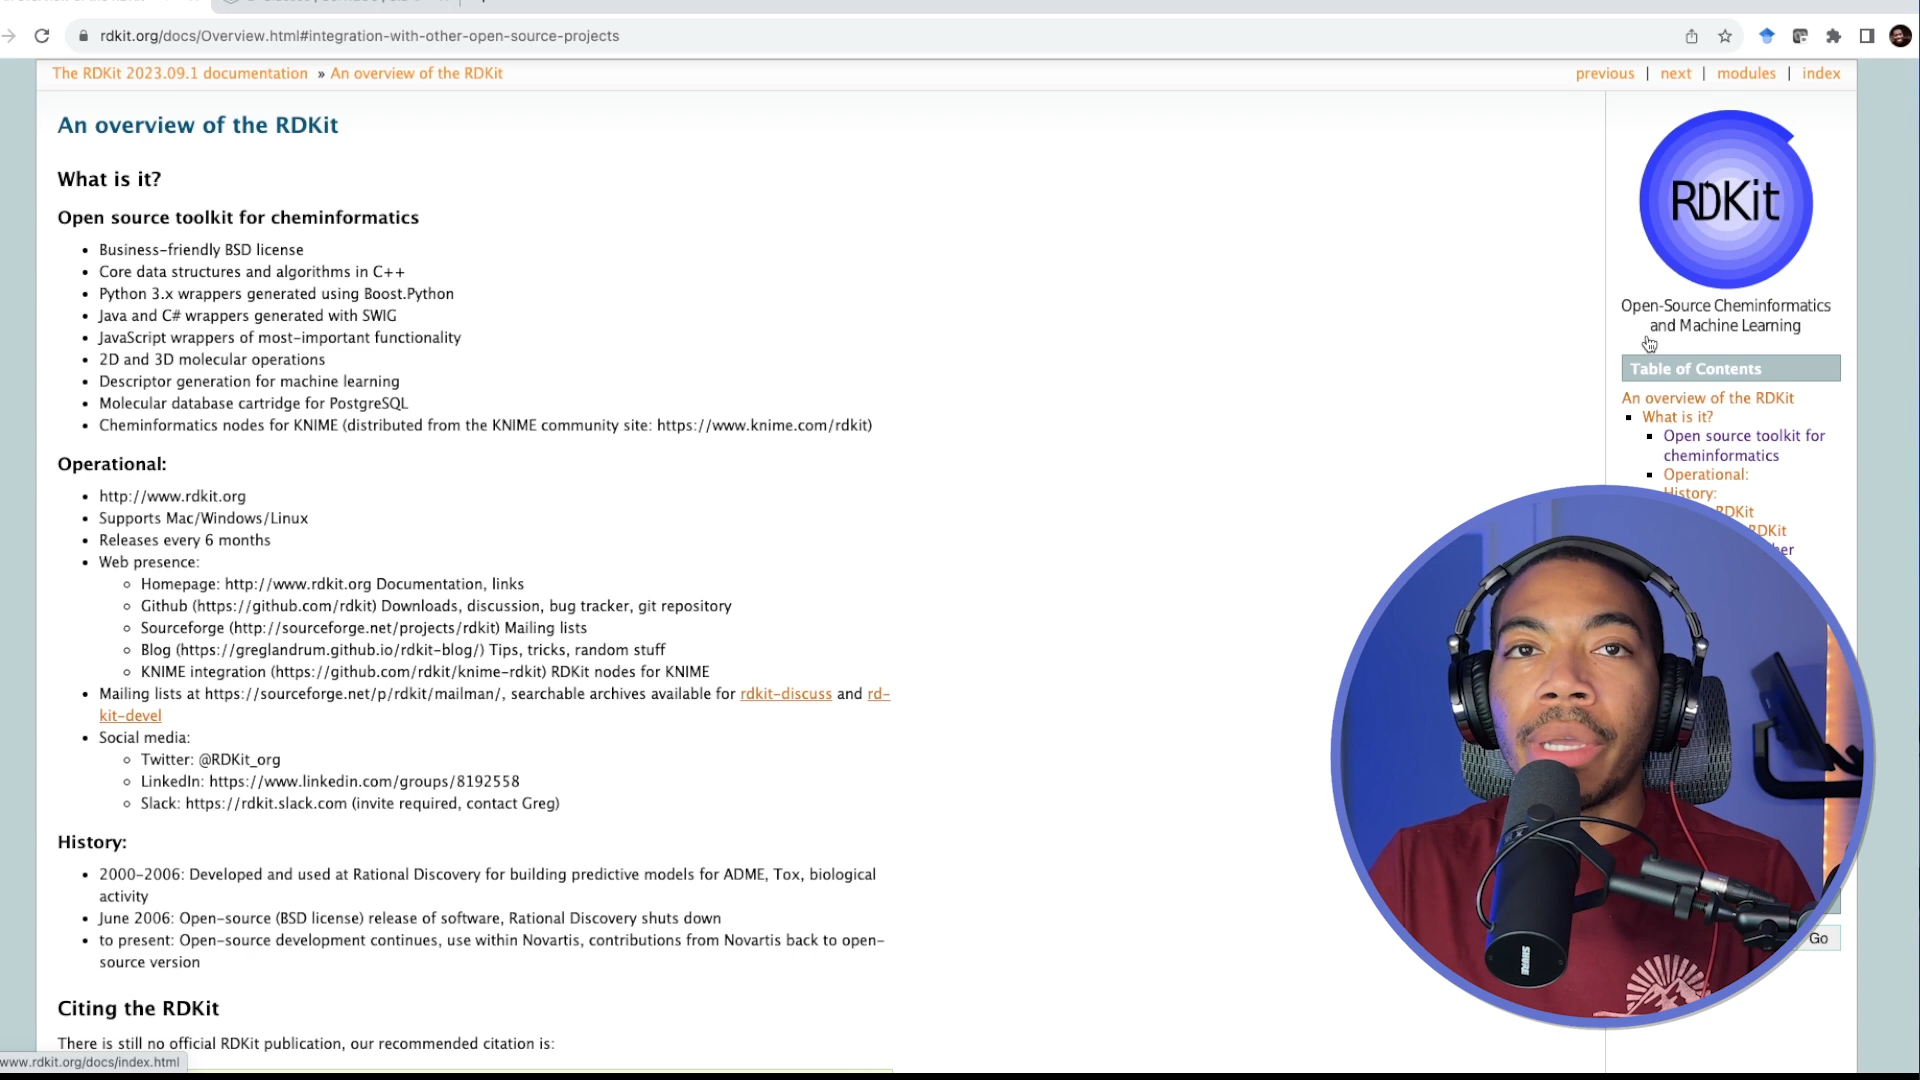 rdkit.org/docs/Overview.html#integration-with-other-open-source-projects
The RDKit 2023.09.1 documentation » An overview of the RDKit
previous | next | modules | index
An overview of the RDKit
What is it?
Open source toolkit for cheminformatics
• Business-friendly BSD license
• Core data structures and algorithms in C++
• Python 3.x wrappers generated using Boost.Python
• Java and C# wrappers generated with SWIG
• JavaScript wrappers of most-important functionality
• 2D and 3D molecular operations
• Descriptor generation for machine learning
• Molecular database cartridge for PostgreSQL
• Cheminformatics nodes for KNIME (distributed from the KNIME community site: https://www.knime.com/rdkit)
Operational:
• http://www.rdkit.org
• Supports Mac/Windows/Linux
• Releases every 6 months
• Web presence:
◦ Homepage: http://www.rdkit.org Documentation, links
◦ Github (https://github.com/rdkit) Downloads, discussion, bug tracker, git repository
◦ Sourceforge (http://sourceforge.net/projects/rdkit) Mailing lists
◦ Blog (https://greglandrum.github.io/rdkit-blog/) Tips, tricks, random stuff
◦ KNIME integration (https://github.com/rdkit/knime-rdkit) RDKit nodes for KNIME
• Mailing lists at https://sourceforge.net/p/rdkit/mailman/, searchable archives available for rdkit-discuss and rd-
kit-devel
• Social media:
◦ Twitter: @RDKit_org
◦ LinkedIn: https://www.linkedin.com/groups/8192558
◦ Slack: https://rdkit.slack.com (invite required, contact Greg)
History:
• 2000-2006: Developed and used at Rational Discovery for building predictive models for ADME, Tox, biological
activity
• June 2006: Open-source (BSD license) release of software, Rational Discovery shuts down
• to present: Open-source development continues, use within Novartis, contributions from Novartis back to open-
source version
Citing the RDKit
There is still no official RDKit publication, our recommended citation is:
www.rdkit.org/docs/index.html
RDKit
Open-Source Cheminformatics
and Machine Learning
Table of Contents
An overview of the RDKit
▪ What is it?
▪ Open source toolkit for
cheminformatics
▪ Operational:
History:
RDKit
RDKit
Go
SHURE